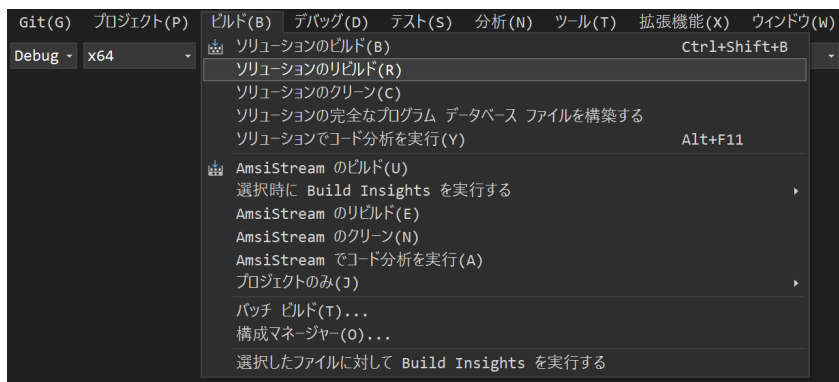 Git(G) プロジェクト(P) ビルド(B) デバッグ(D) テスト(S) 分析(N) ツール(T) 拡張機能(X) ウィンドウ(W)
Debug x64
ソリューションのビルド(B) Ctrl+Shift+B
ソリューションのリビルド(R)
ソリューションのクリーン(C)
ソリューションの完全なプログラム データベース ファイルを構築する
ソリューションでコード分析を実行(Y) Alt+F11
AmsiStream のビルド(U)
選択時に Build Insights を実行する
AmsiStream のリビルド(E)
AmsiStream のクリーン(N)
AmsiStream でコード分析を実行(A)
プロジェクトのみ(J)
バッチ ビルド(T)...
構成マネージャー(O)...
選択したファイルに対して Build Insights を実行する